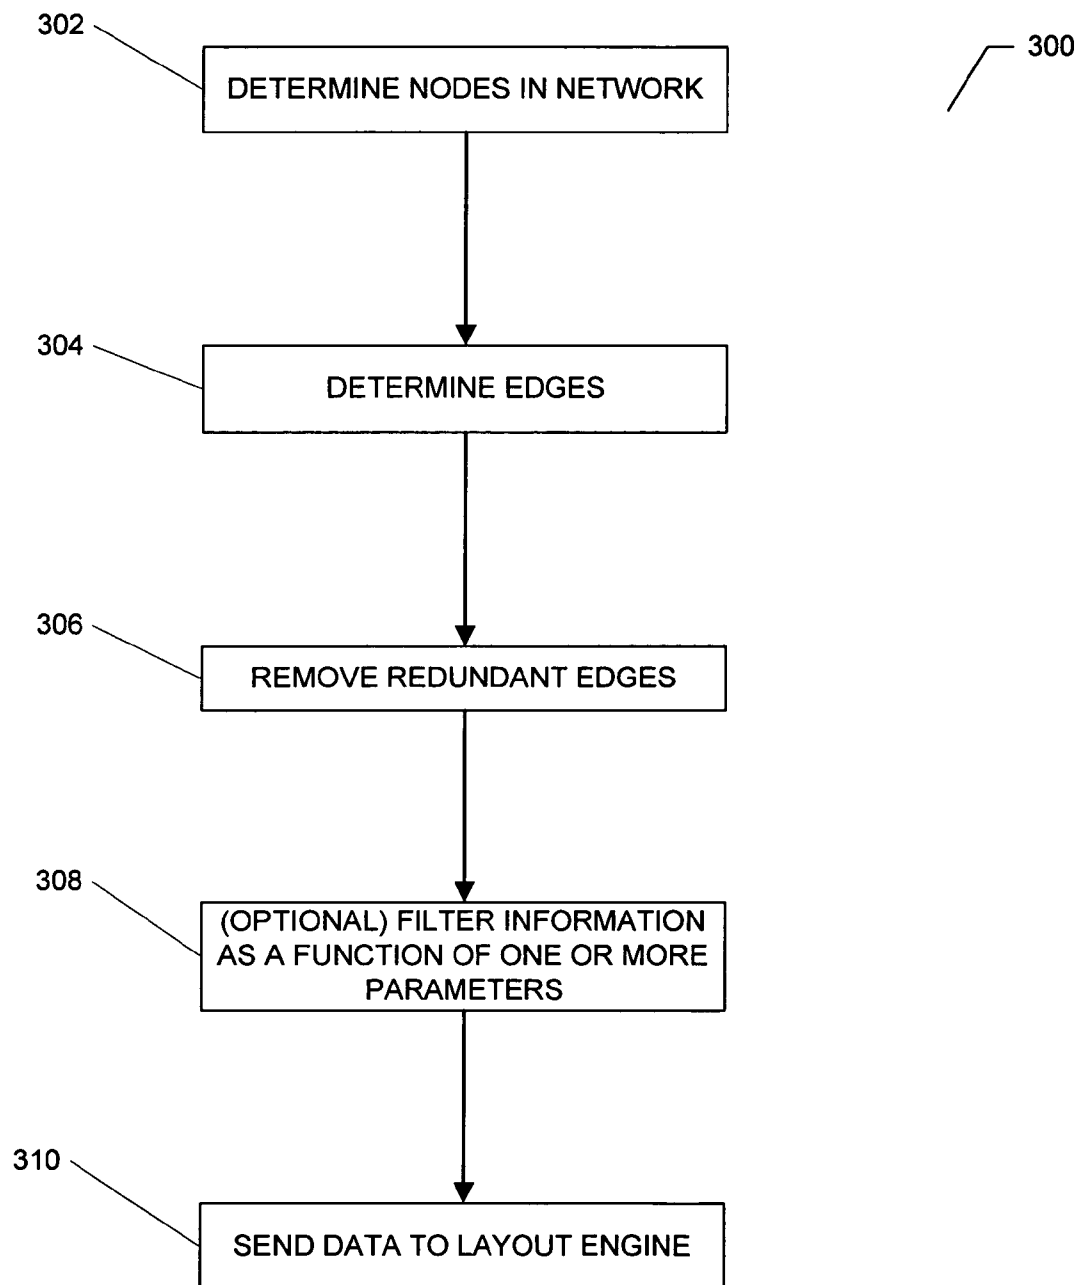 302
300
DETERMINE NODES IN NETWORK
304
DETERMINE EDGES
306
REMOVE REDUNDANT EDGES
308
(OPTIONAL) FILTER INFORMATION
AS A FUNCTION OF ONE OR MORE
PARAMETERS
310
SEND DATA TO LAYOUT ENGINE